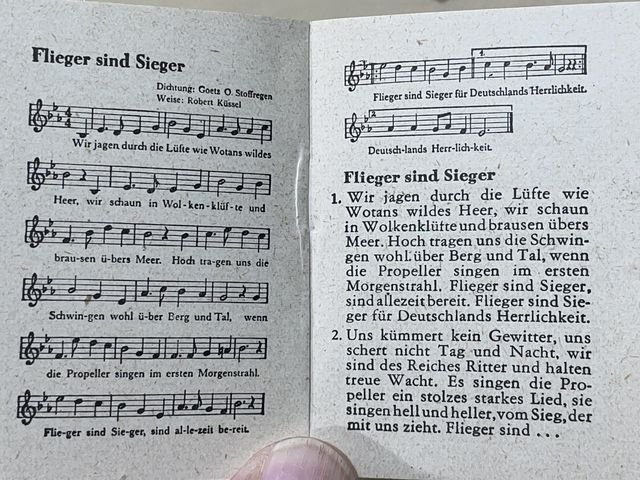 Flieger sind Sieger
Dichtung: Goetz O. Stoffregen
Weise: Robert Küssel
4
4
Wir jagen durch die Lüfte wie Wotans wildes
Heer, wir schaun in Wol-ken-klüf-te und
brau-sen ü-bers Meer. Hoch tra-gen uns die
Schwin-gen wohl ü-ber Berg und Tal, wenn
die Propeller singen im ersten Morgenstrahl.
Flie-ger sind Sie-ger, sind al-le-zeit be-reit.
1.
Flieger sind Sieger für Deutschlands Herrlichkeit.
2.
Deutsch-lands Herr-lich-keit.
Flieger sind Sieger
1. Wir jagen durch die Lüfte wie
Wotans wildes Heer, wir schaun
in Wolkenklüfte und brausen übers
Meer. Hoch tragen uns die Schwin-
gen wohl über Berg und Tal, wenn
die Propeller singen im ersten
Morgenstrahl. Flieger sind Sieger,
sind allezeit bereit. Flieger sind Sie-
ger für Deutschlands Herrlichkeit.
2. Uns kümmert kein Gewitter, uns
schert nicht Tag und Nacht, wir
sind des Reiches Ritter und halten
treue Wacht. Es singen die Pro-
peller ein stolzes starkes Lied, sie
singen hell und heller, vom Sieg, der
mit uns zieht. Flieger sind ...